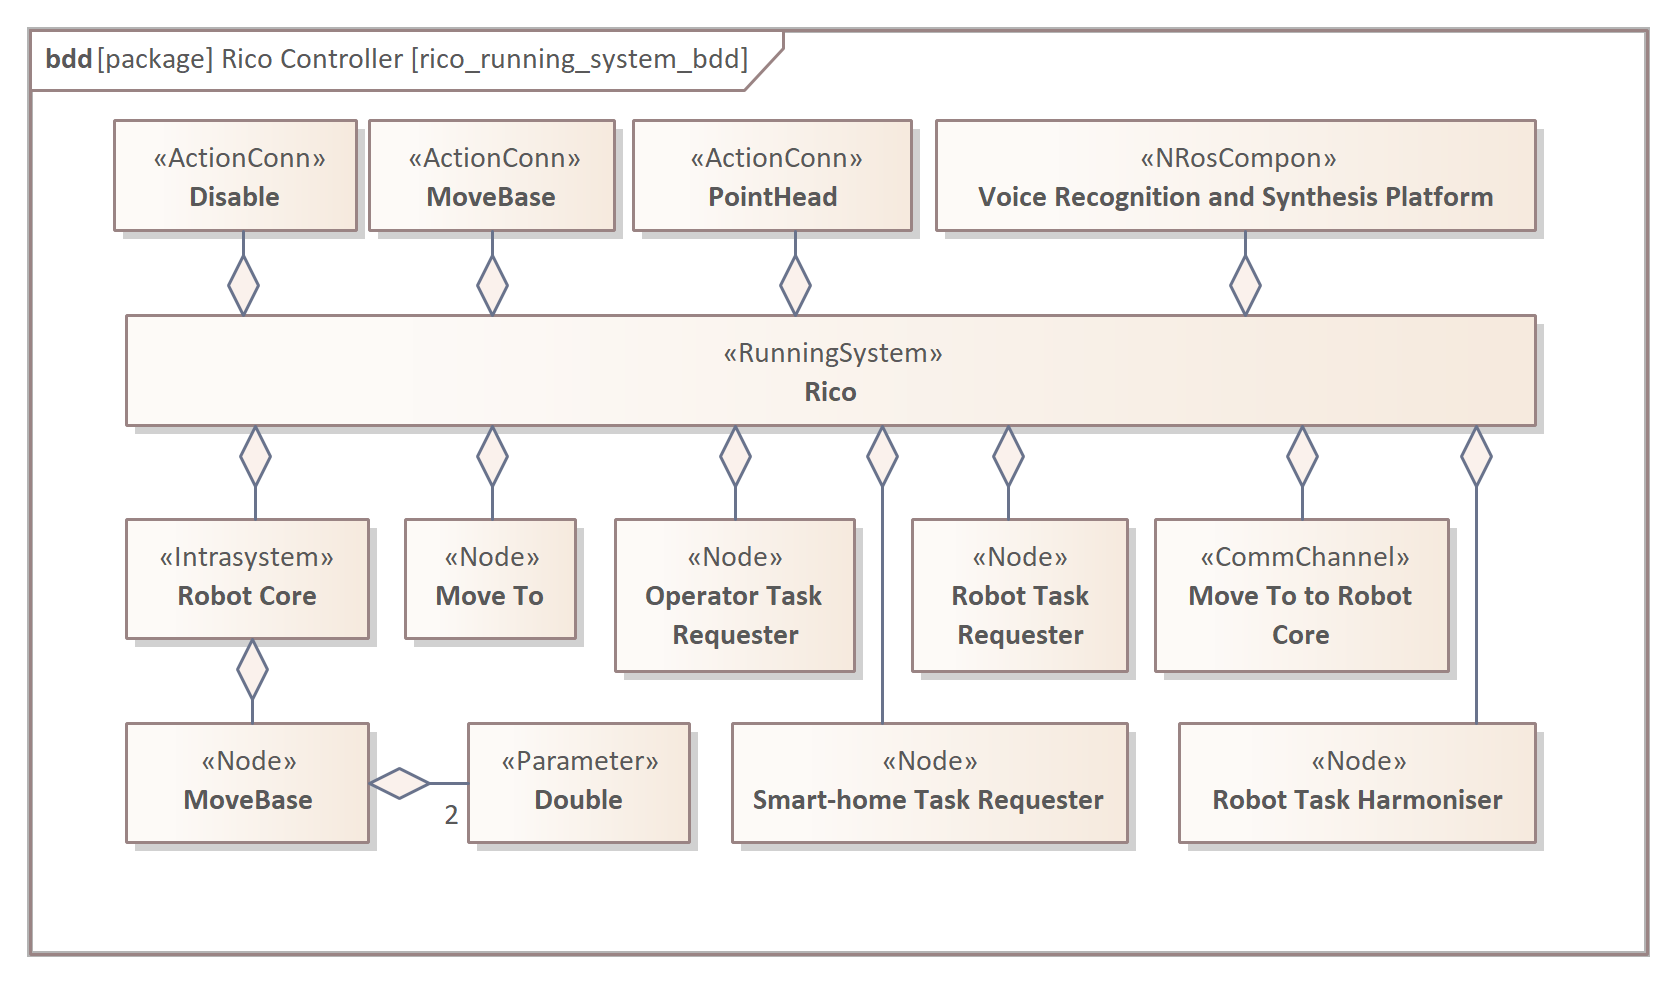 bdd [package] Rico Controller [rico_running_system_bdd]
«ActionConn»
Disable
«ActionConn»
MoveBase
«ActionConn»
PointHead
«NRosCompon»
Voice Recognition and Synthesis Platform
«RunningSystem»
Rico
«Intrasystem»
Robot Core
«Node»
Move To
«Node»
Operator Task
Requester
«Node»
Robot Task
Requester
«CommChannel»
Move To to Robot
Core
«Node»
MoveBase
2
«Parameter»
Double
«Node»
Smart-home Task Requester
«Node»
Robot Task Harmoniser